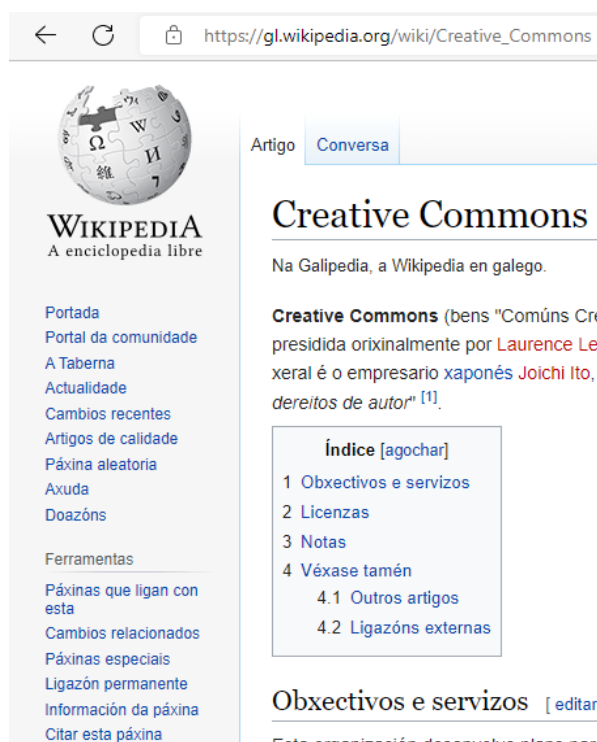 https://gl.wikipedia.org/wiki/Creative_Commons
WIKIPEDIA
A enciclopedia libre
Portada
Portal da comunidade
A Taberna
Actualidade
Cambios recentes
Artigos de calidade
Páxina aleatoria
Axuda
Doazóns
Ferramentas
Páxinas que ligan con
esta
Cambios relacionados
Páxinas especiais
Ligazón permanente
Información da páxina
Citar esta páxina
Artigo Conversa
Creative Commons
Na Galipedia, a Wikipedia en galego.
Creative Commons (bens "Comúns Cre
presidida orixinalmente por Laurence Le
xeral é o empresario xaponés Joichi Ito,
dereitos de autor" [1].
Índice [agochar]
1 Obxectivos e servizos
2 Licenzas
3 Notas
4 Véxase tamén
4.1 Outros artigos
4.2 Ligazóns externas
Obxectivos e servizos [ editar